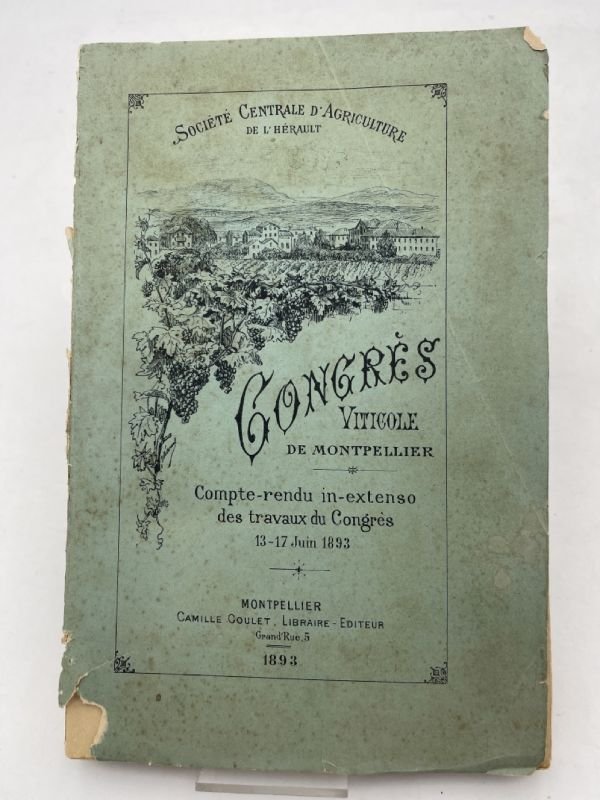 SOCIÉTÉ CENTRALE D'AGRICULTURE
DE L'HÉRAULT
CONGRÈS
VITICOLE
DE MONTPELLIER
Compte-rendu in-extenso
des travaux du Congrès
13-17 Juin 1893
MONTPELLIER
CAMILLE COULET, LIBRAIRE-EDITEUR
Grand'Rue, 5
1893